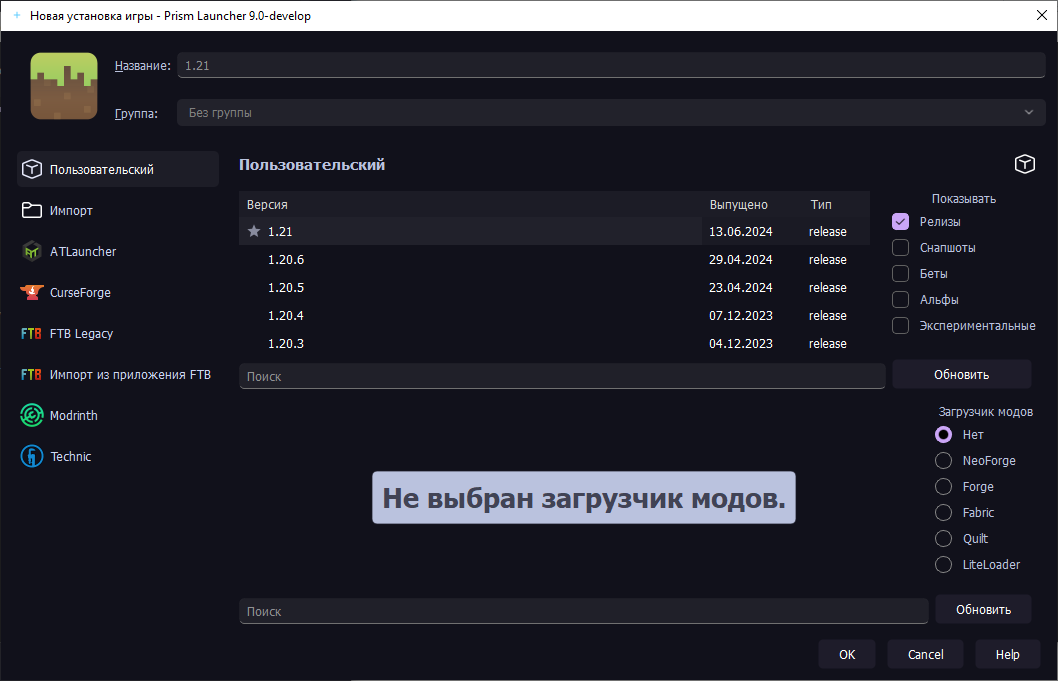 Новая установка игры - Prism Launcher 9.0-develop
Название: 1.21
Группа: Без группы
Пользовательский
Импорт
ATLauncher
CurseForge
FTB FTB Legacy
FTB Импорт из приложения FTB
Modrinth
Technic
Пользовательский
Версия Выпущено Тип
1.21 13.06.2024 release
1.20.6 29.04.2024 release
1.20.5 23.04.2024 release
1.20.4 07.12.2023 release
1.20.3 04.12.2023 release
Поиск
Показывать
Релизы
Снапшоты
Беты
Альфы
Экспериментальные
Обновить
Не выбран загрузчик модов.
Загрузчик модов
Нет
NeoForge
Forge
Fabric
Quilt
LiteLoader
Поиск
Обновить
OK Cancel Help